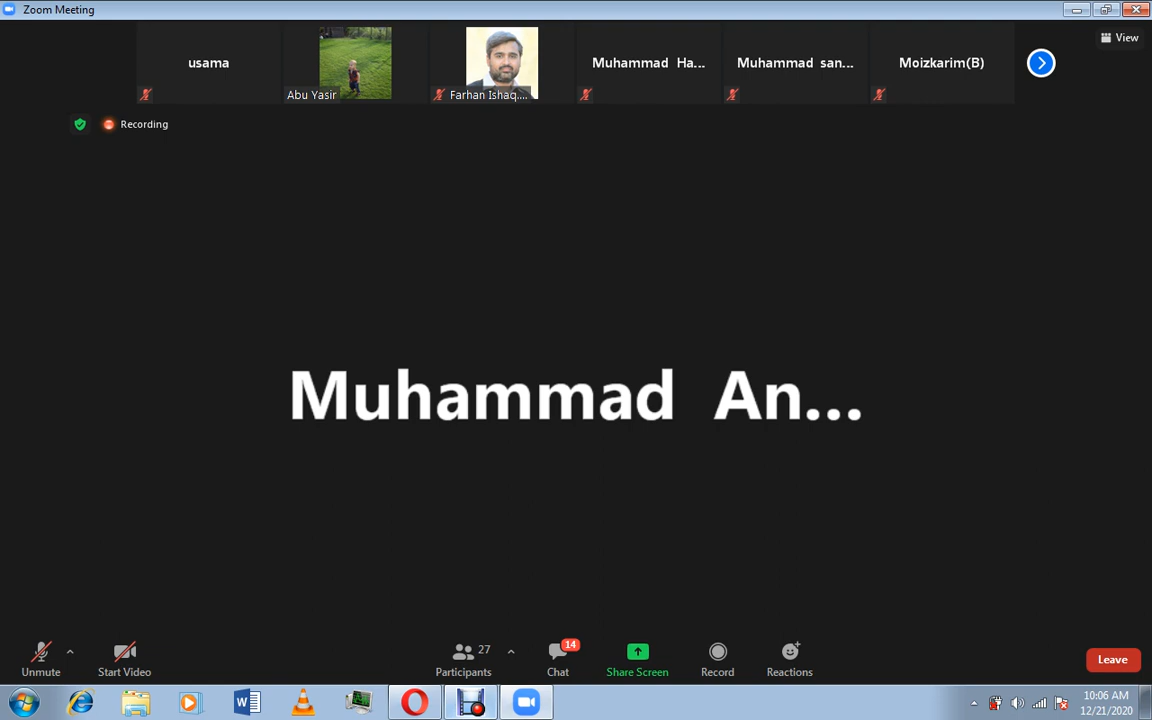 Zoom Meeting
View
usama
Abu Yasir
Farhan Ishaq....
Muhammad Ha...
Muhammad san...
Moizkarim(B)
Recording
Muhammad An...
Unmute
Start Video
Participants
27
Chat
14
Share Screen
Record
Reactions
Leave
10:06 AM
12/21/2020